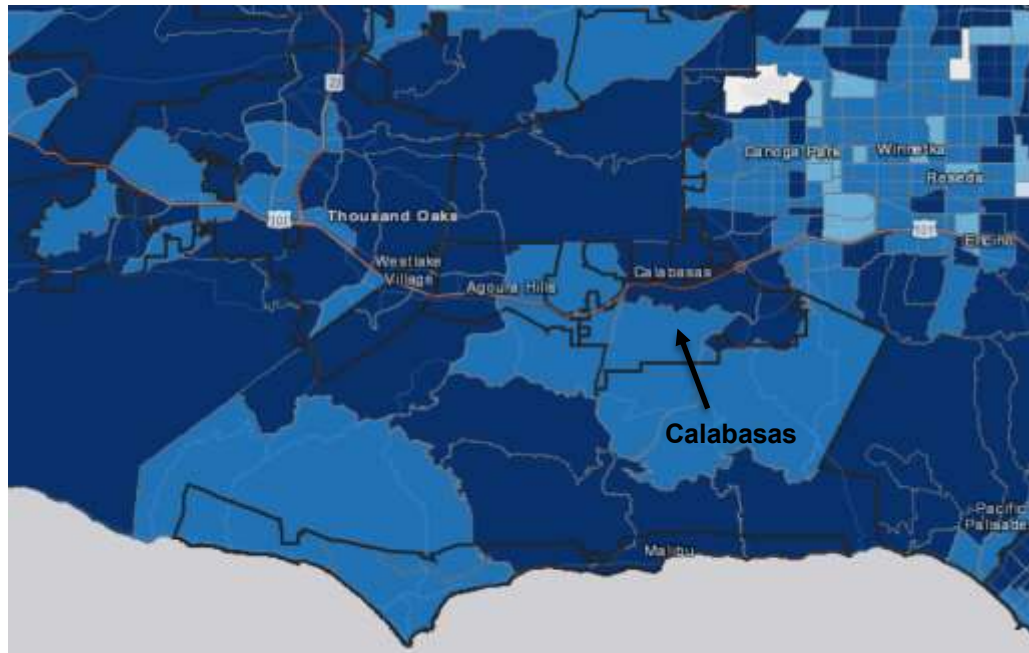 23
Canoga Park
Winnetka
Reseda
101
Thousand Oaks
101
Encino
Westlake
Village
Calabasas
Agoura Hills
Calabasas
Pacific
Palisade
Malibu